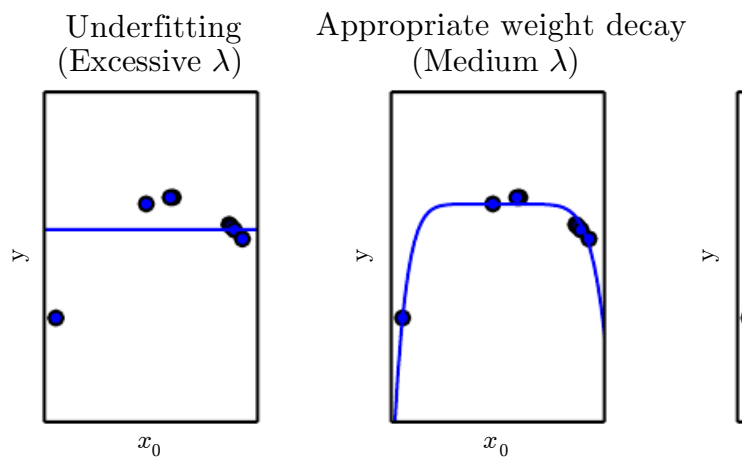 Underfitting
(Excessive λ)
Appropriate weight decay
(Medium λ)
y
x₀
y
x₀
y